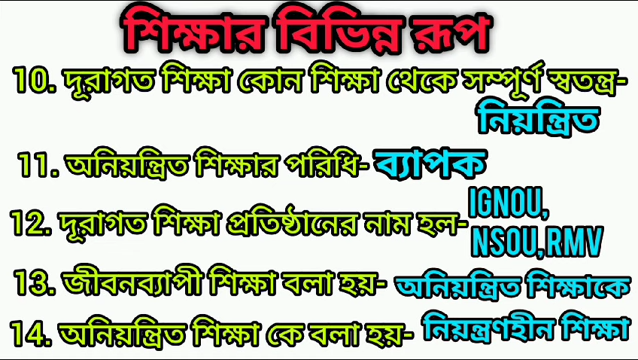 শিক্ষার বিভিন্ন রূপ
10. দূরাগত শিক্ষা কোন শিক্ষা থেকে সম্পূর্ণ স্বতন্ত্র-
নিয়ন্ত্রিত
11. অনিয়ন্ত্রিত শিক্ষার পরিধি- ব্যাপক
12. দূরাগত শিক্ষা প্রতিষ্ঠানের নাম হল- IGNOU,
NSOU, RMV
13. জীবনব্যাপী শিক্ষা বলা হয়- অনিয়ন্ত্রিত শিক্ষাকে
14. অনিয়ন্ত্রিত শিক্ষা কে বলা হয়- নিয়ন্ত্রণহীন শিক্ষা